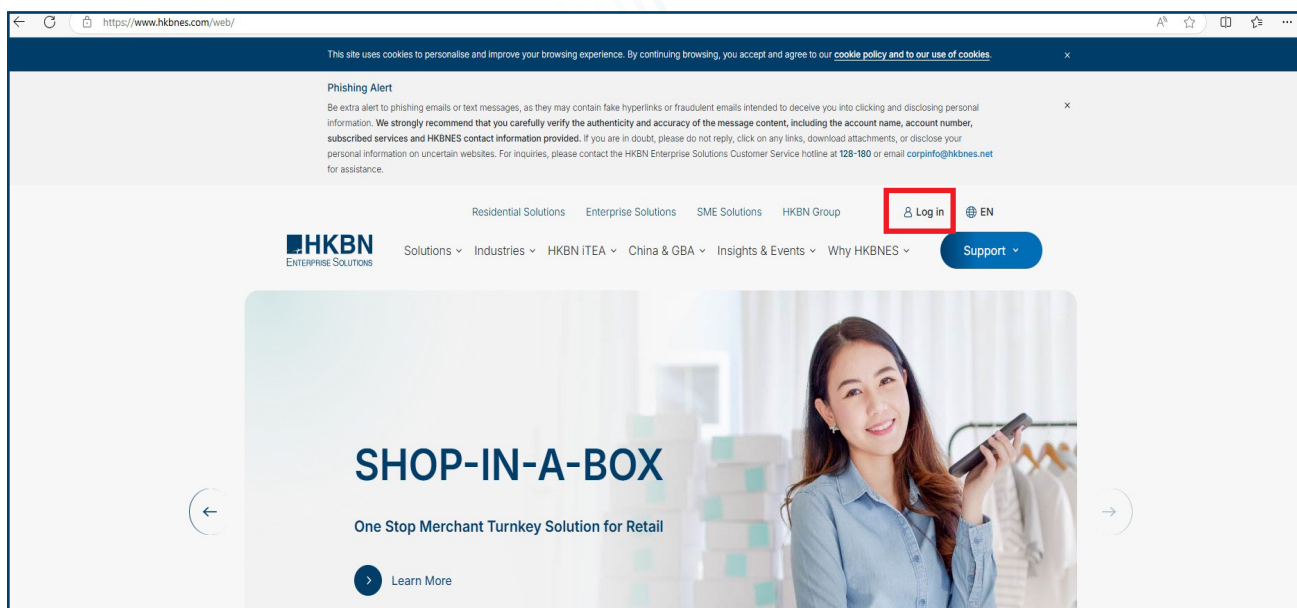 https://www.hkbnes.com/web/
This site uses cookies to personalise and improve your browsing experience. By continuing browsing, you accept and agree to our cookie policy and to our use of cookies.
Phishing Alert
Be extra alert to phishing emails or text messages, as they may contain fake hyperlinks or fraudulent emails intended to deceive you into clicking and disclosing personal
information. We strongly recommend that you carefully verify the authenticity and accuracy of the message content, including the account name, account number,
subscribed services and HKBNES contact information provided. If you are in doubt, please do not reply, click on any links, download attachments, or disclose your
personal information on uncertain websites. For inquiries, please contact the HKBN Enterprise Solutions Customer Service hotline at 128-180 or email corpinfo@hkbnes.net
for assistance.
Residential Solutions Enterprise Solutions SME Solutions HKBN Group Log in EN
HKBN
ENTERPRISE SOLUTIONS
Solutions Industries HKBN iTEA China & GBA Insights & Events Why HKBNES Support
SHOP-IN-A-BOX
One Stop Merchant Turnkey Solution for Retail
Learn More